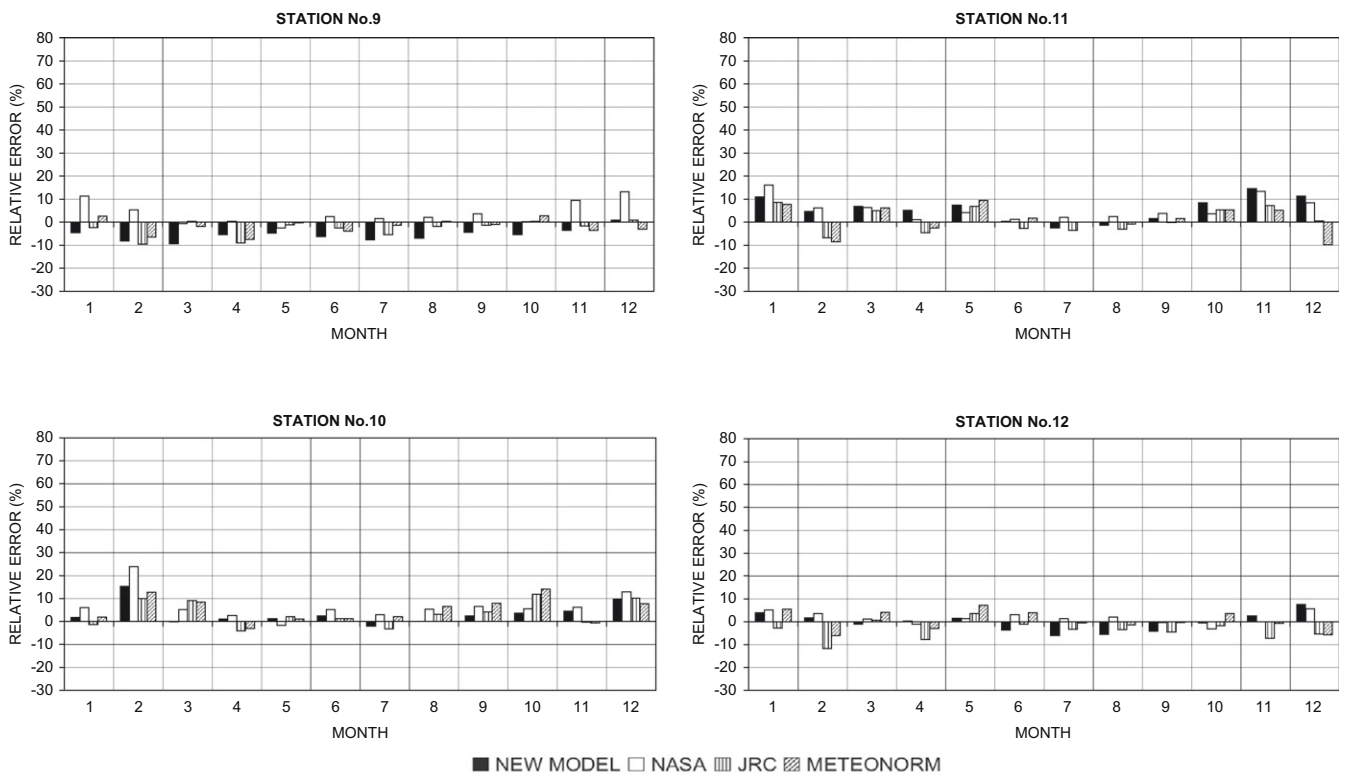 STATION No.9
RELATIVE ERROR (%)
80
70
60
50
40
30
20
10
0
-10
-20
-30
1 2 3 4 5 6 7 8 9 10 11 12
MONTH
STATION No.11
RELATIVE ERROR (%)
80
70
60
50
40
30
20
10
0
-10
-20
-30
1 2 3 4 5 6 7 8 9 10 11 12
MONTH
STATION No.10
RELATIVE ERROR (%)
80
70
60
50
40
30
20
10
0
-10
-20
-30
1 2 3 4 5 6 7 8 9 10 11 12
MONTH
STATION No.12
RELATIVE ERROR (%)
80
70
60
50
40
30
20
10
0
-10
-20
-30
1 2 3 4 5 6 7 8 9 10 11 12
MONTH
NEW MODEL NASA JRC METEONORM